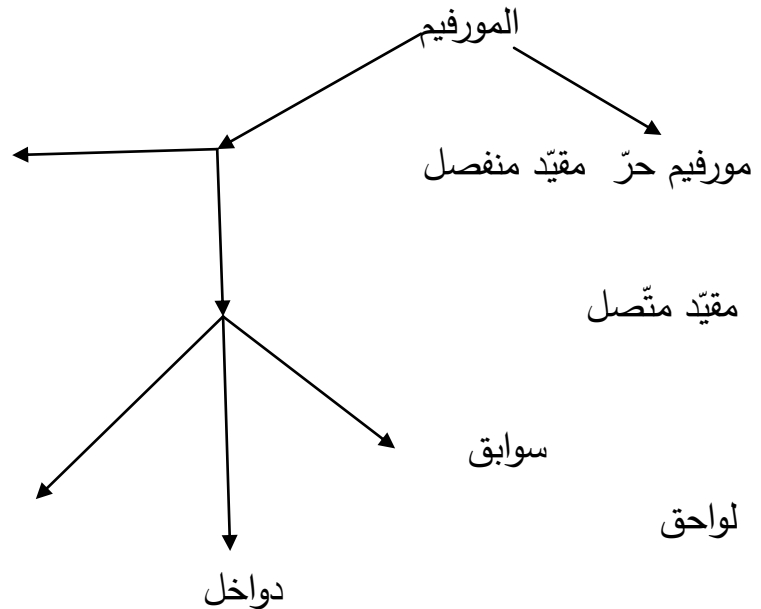 المورفيم
مورفيم حرّ مقيّد منفصل
مقيّد متّصل
سوابق
لواحق
دواخل